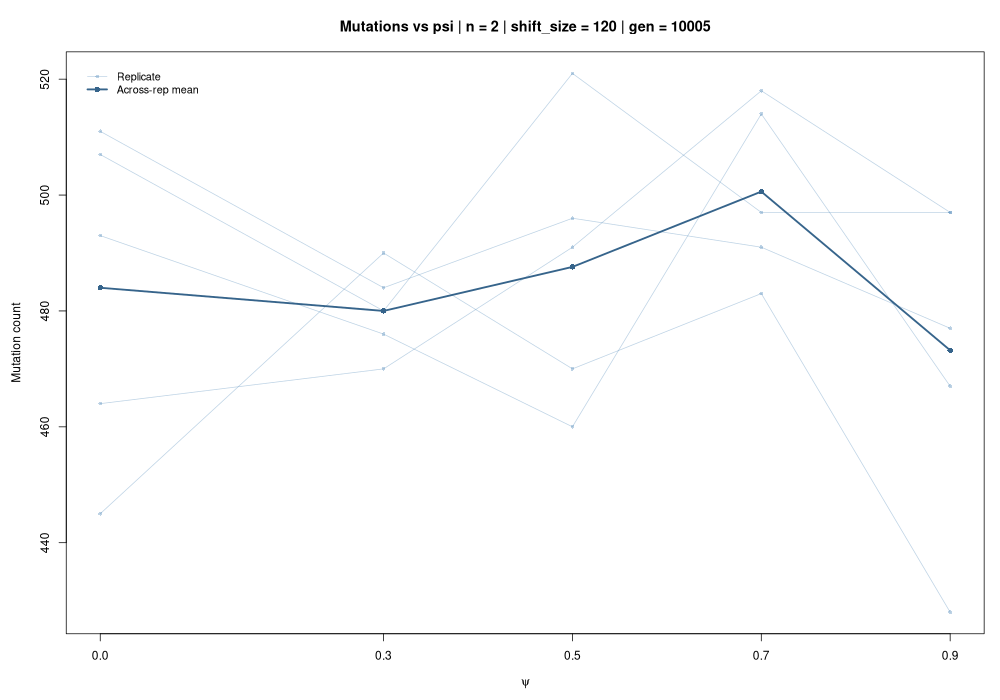 Mutations vs psi | n = 2 | shift_size = 120 | gen = 10005
Replicate
Across-rep mean
Mutation count
520
500
480
460
440
0.0 0.3 0.5 0.7 0.9
ψ